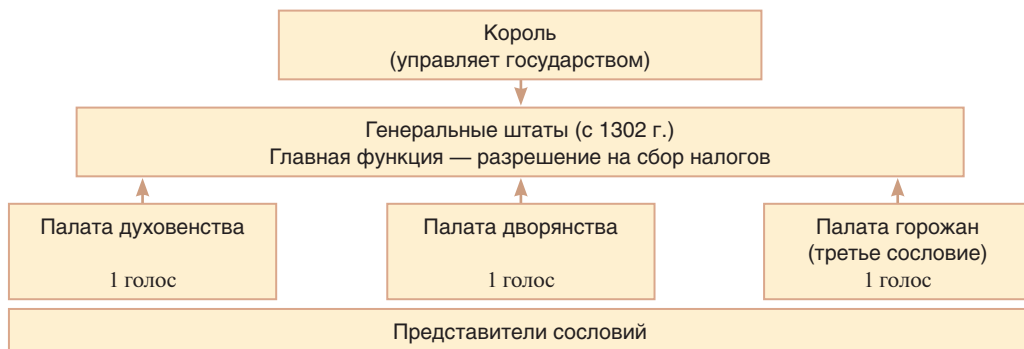 Король
(управляет государством)
Генеральные штаты (с 1302 г.)
Главная функция — разрешение на сбор налогов
Палата духовенства
1 голос
Палата дворянства
1 голос
Палата горожан
(третье сословие)
1 голос
Представители сословий